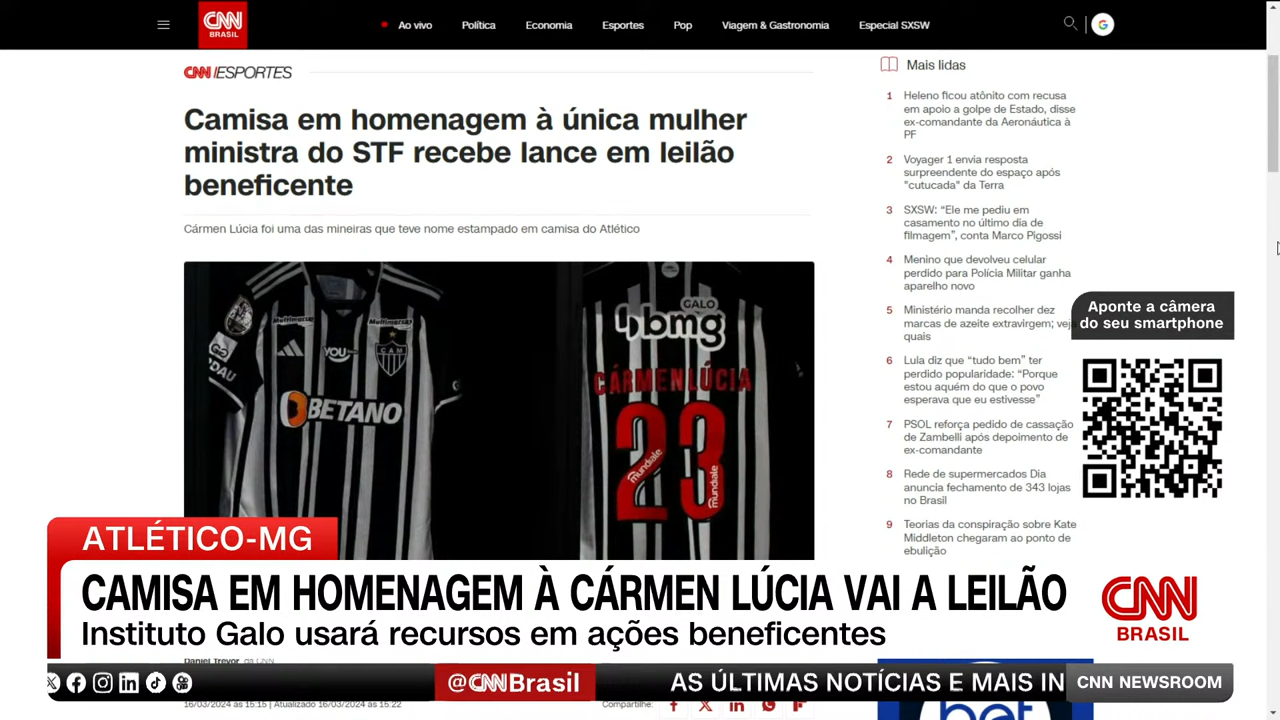 CNN
BRASIL
Ao vivo
Política
Economia
Esportes
Pop
Viagem & Gastronomia
Especial SXSW
CNN/ESPORTES
Camisa em homenagem à única mulher
ministra do STF recebe lance em leilão
beneficente
Cármen Lúcia foi uma das mineiras que teve nome estampado em camisa do Atlético
Multimarcas
Multimarcas
YOU
CAM
BETANO
GALO
bmg
CÁRMEN LÚCIA
23
mundiale
mundiale
Mais lidas
1 Heleno ficou atônito com recusa
em apoio a golpe de Estado, disse
ex-comandante da Aeronáutica à
PF
2 Voyager 1 envia resposta
surpreendente do espaço após
"cutucada" da Terra
3 SXSW: “Ele me pediu em
casamento no último dia de
filmagem”, conta Marco Pigossi
4 Menino que devolveu celular
perdido para Polícia Militar ganha
aparelho novo
5 Ministério manda recolher dez
marcas de azeite extravirgem; veja
quais
6 Lula diz que “tudo bem” ter
perdido popularidade: “Porque
estou aquém do que o povo
esperava que eu estivesse”
7 PSOL reforça pedido de cassação
de Zambelli após depoimento de
ex-comandante
8 Rede de supermercados Dia
anuncia fechamento de 343 lojas
no Brasil
9 Teorias da conspiração sobre Kate
Middleton chegaram ao ponto de
ebulição
Aponte a câmera
do seu smartphone
ATLÉTICO-MG
CAMISA EM HOMENAGEM À CÁRMEN LÚCIA VAI A LEILÃO
Instituto Galo usará recursos em ações beneficentes
CNN
BRASIL
Daniel Trevor da CNN
@CNNBrasil
AS ÚLTIMAS NOTÍCIAS E MAIS IN
CNN NEWSROOM
16/03/2024 às 15:15 | Atualizado 16/03/2024 às 15:22
Compartilhe:
bet